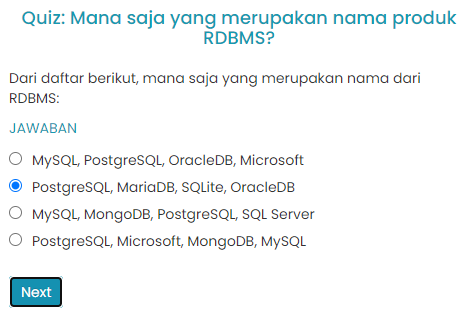 Quiz: Mana saja yang merupakan nama produk
RDBMS?
Dari daftar berikut, mana saja yang merupakan nama dari
RDBMS:
JAWABAN
MySQL, PostgreSQL, OracleDB, Microsoft
PostgreSQL, MariaDB, SQLite, OracleDB
MySQL, MongoDB, PostgreSQL, SQL Server
PostgreSQL, Microsoft, MongoDB, MySQL
Next